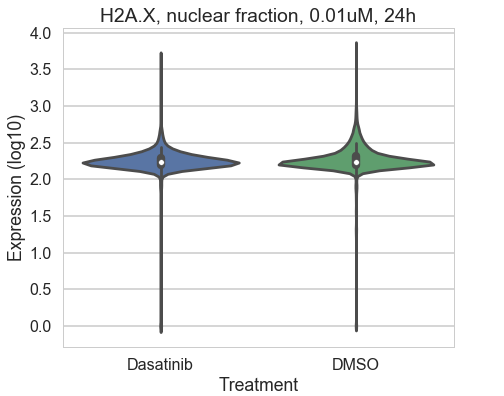 H2A.X, nuclear fraction, 0.01uM, 24h
Expression (log10)
4.0
3.5
3.0
2.5
2.0
1.5
1.0
0.5
0.0
Dasatinib DMSO
Treatment